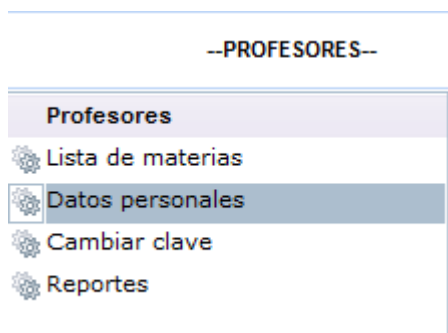 --PROFESORES--
Profesores
Lista de materias
Datos personales
Cambiar clave
Reportes